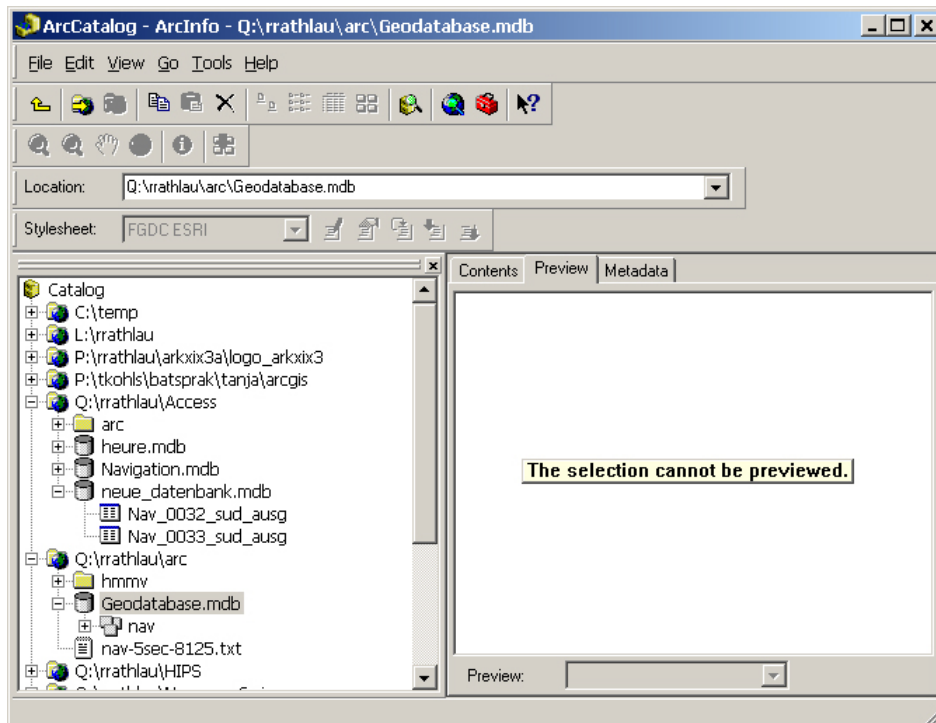 ArcCatalog - ArcInfo - Q:\rrathlau\arc\Geodatabase.mdb
File Edit View Go Tools Help
Location: Q:\rrathlau\arc\Geodatabase.mdb
Stylesheet: FGDC ESRI
Catalog
C:\temp
L:\rrathlau
P:\rrathlau\arkxix3a\logo_arkxix3
P:\tkohls\batsprak\tanja\arcgis
Q:\rrathlau\Access
arc
heure.mdb
Navigation.mdb
neue_datenbank.mdb
Nav_0032_sud_ausg
Nav_0033_sud_ausg
Q:\rrathlau\arc
hmmv
Geodatabase.mdb
nav
nav-5sec-8125.txt
Q:\rrathlau\HIPS
Contents Preview Metadata
The selection cannot be previewed.
Preview: